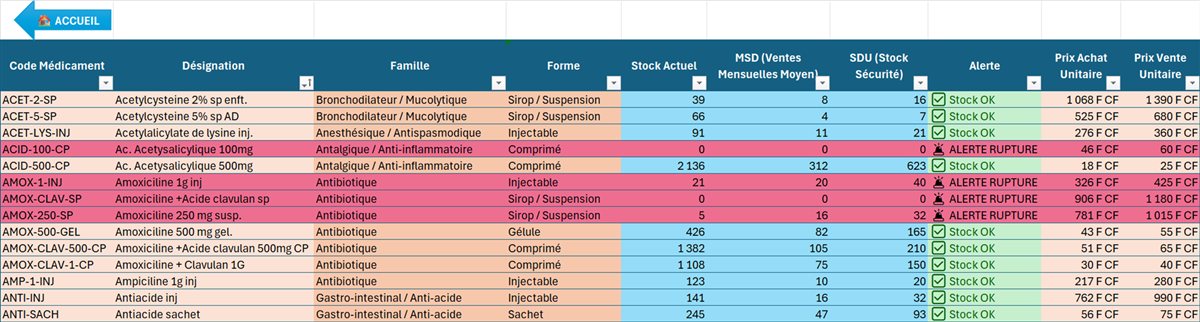 ACCUEIL
Code Médicament Désignation Famille Forme Stock Actuel MSD (Ventes Mensuelles Moyen) SDU (Stock Sécurité) Alerte Prix Achat Unitaire Prix Vente Unitaire
ACET-2-SP Acetylcysteine 2% sp enft. Bronchodilateur / Mucolytique Sirop / Suspension 39 8 16 Stock OK 1 068 F CF 1 390 F CF
ACET-5-SP Acetylcysteine 5% sp AD Bronchodilateur / Mucolytique Sirop / Suspension 66 4 7 Stock OK 525 F CF 680 F CF
ACET-LYS-INJ Acetylalicylate de lysine inj. Anesthésique / Antispasmodique Injectable 91 11 21 Stock OK 276 F CF 360 F CF
ACID-100-CP Ac. Acetysalicylique 100mg Antalgique / Anti-inflammatoire Comprimé 0 0 0 ALERTE RUPTURE 46 F CF 60 F CF
ACID-500-CP Ac. Acetysalicylique 500mg Antalgique / Anti-inflammatoire Comprimé 2 136 312 623 Stock OK 18 F CF 25 F CF
AMOX-1-INJ Amoxiciline 1g inj Antibiotique Injectable 21 20 40 ALERTE RUPTURE 326 F CF 425 F CF
AMOX-CLAV-SP Amoxiciline +Acide clavulan sp Antibiotique Sirop / Suspension 0 0 0 ALERTE RUPTURE 906 F CF 1 180 F CF
AMOX-250-SP Amoxiciline 250 mg susp. Antibiotique Sirop / Suspension 5 16 32 ALERTE RUPTURE 781 F CF 1 015 F CF
AMOX-500-GEL Amoxiciline 500 mg gel. Antibiotique Gélule 426 82 165 Stock OK 43 F CF 55 F CF
AMOX-CLAV-500-CP Amoxiciline +Acide clavulan 500mg CP Antibiotique Comprimé 1 382 105 210 Stock OK 51 F CF 65 F CF
AMOX-CLAV-1-CP Amoxiciline + Clavulan 1G Antibiotique Comprimé 1 108 75 150 Stock OK 30 F CF 40 F CF
AMP-1-INJ Ampiciline 1g inj Antibiotique Injectable 123 10 20 Stock OK 217 F CF 280 F CF
ANTI-INJ Antiacide inj Gastro-intestinal / Anti-acide Injectable 141 16 32 Stock OK 762 F CF 990 F CF
ANTI-SACH Antiacide sachet Gastro-intestinal / Anti-acide Sachet 245 47 93 Stock OK 56 F CF 75 F CF